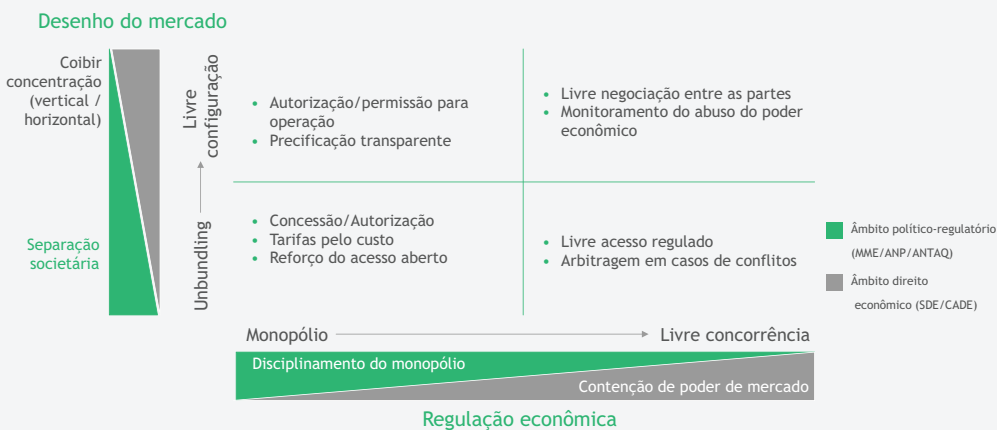 Desenho do mercado
Coibir
concentração
(vertical /
horizontal)
Separação
societária
Livre
configuração
Unbundling
• Autorização/permissão para
operação
• Precificação transparente
• Livre negociação entre as partes
• Monitoramento do abuso do poder
econômico
• Concessão/Autorização
• Tarifas pelo custo
• Reforço do acesso aberto
• Livre acesso regulado
• Arbitragem em casos de conflitos
Âmbito político-regulatório
(MME/ANP/ANTAQ)
Âmbito direito
econômico (SDE/CADE)
Monopólio
Livre concorrência
Disciplinamento do monopólio
Contenção de poder de mercado
Regulação econômica